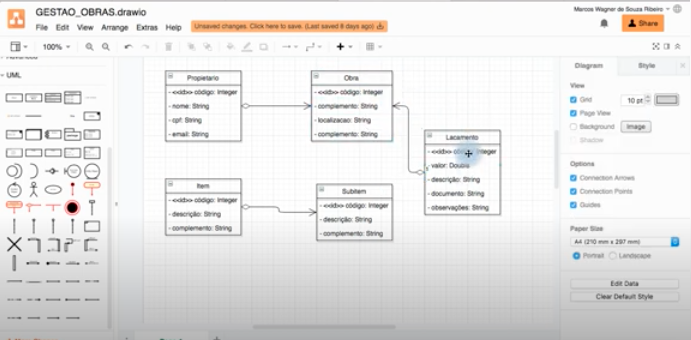 GESTAO_OBRAS.drawio
Marcos Wagner de Souza Ribeiro
File Edit View Arrange Extras Help
Unsaved changes. Click here to save. (Last saved 8 days ago)
Share
100%
UML
Propietario
- <<id>> código: Integer
- nome: String
- cpf: String
- email: String
Obra
- <<id>> código: Integer
- complemento: String
- localizacao: String
- complemento: String
Lacamento
valor: Double
- descrição: String
- documento: String
- observações: String
Item
- <<id>> código: Integer
- descrição: String
- complemento: String
Subitem
- <<id>> código: Integer
- descrição: String
- complemento: String
Diagram Style
View
Grid 10 pt
Page View
Background Image
Shadow
Options
Connection Arrows
Connection Points
Guides
Paper Size
A4 (210 mm x 297 mm)
Portrait Landscape
Edit Data
Clear Default Style